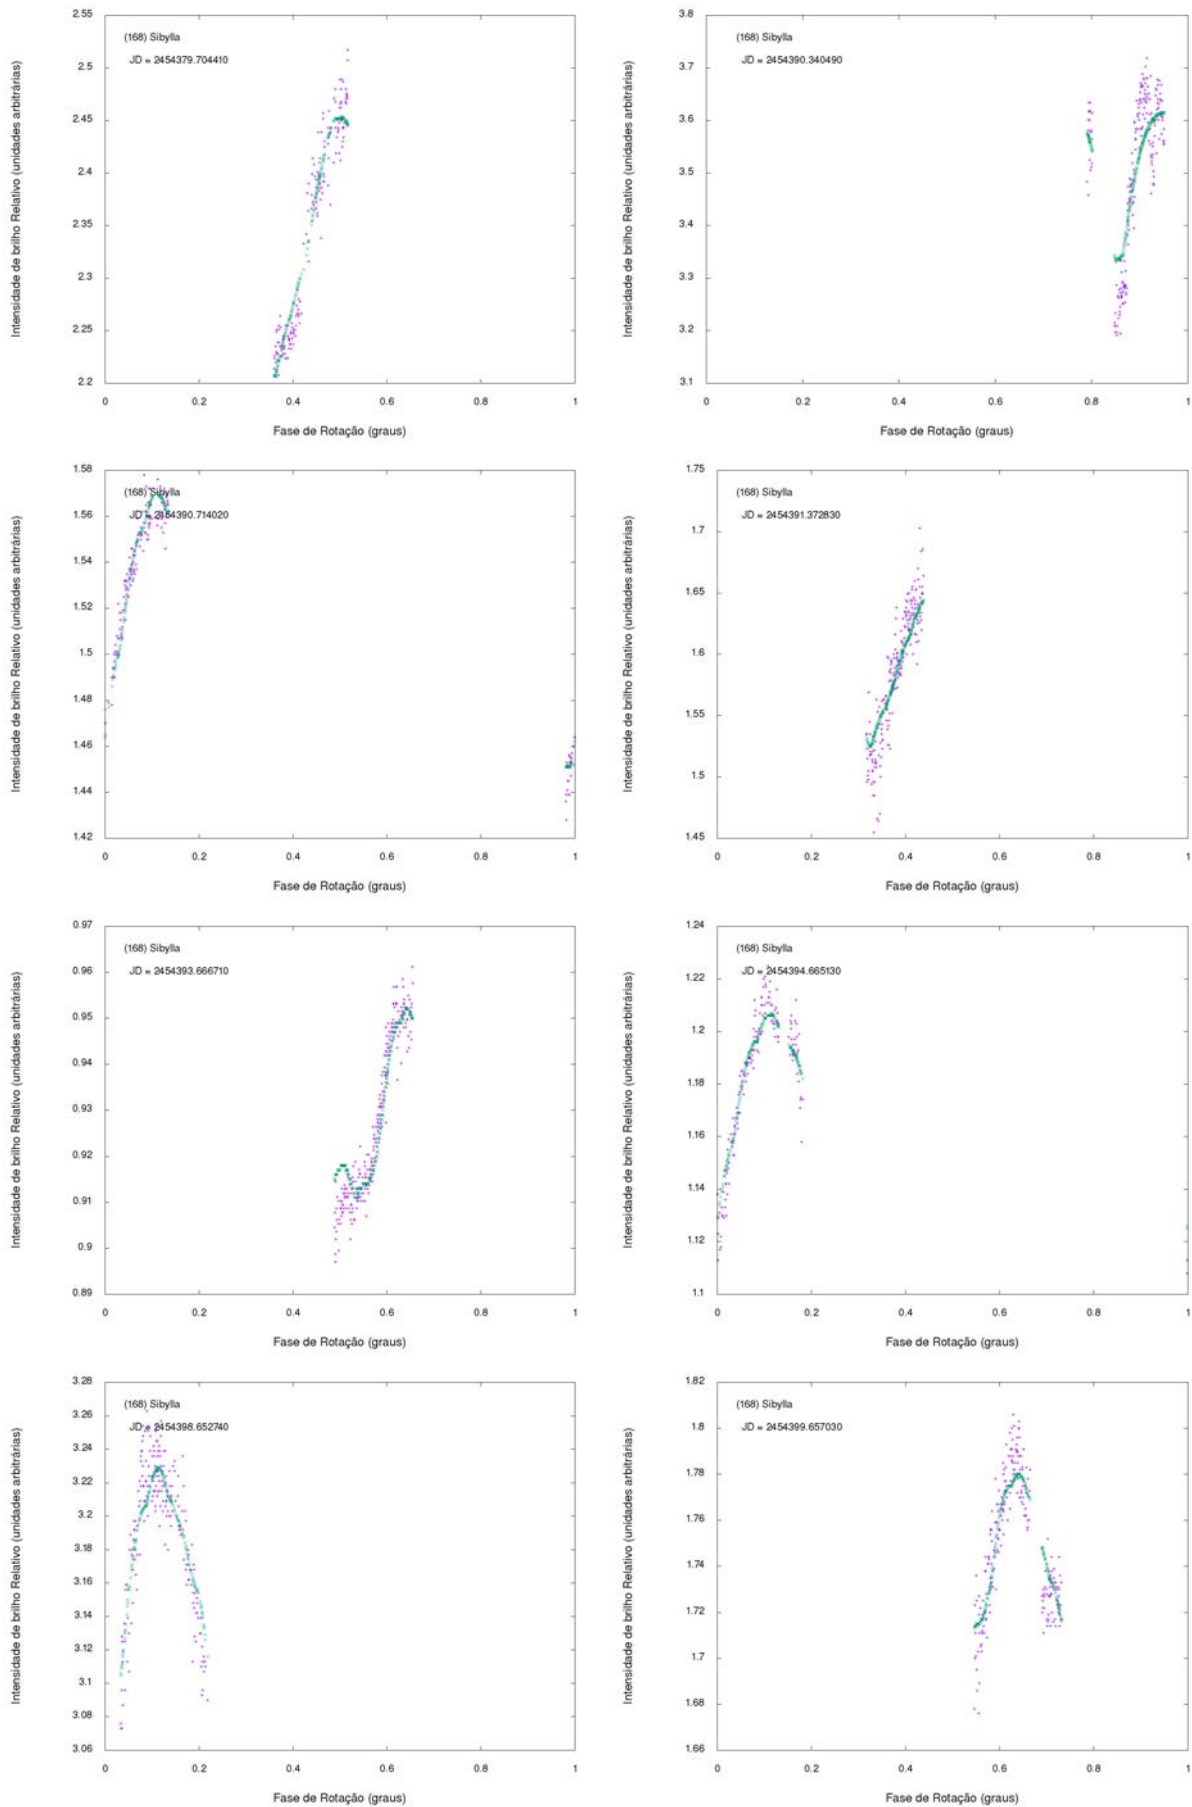 Intensidade de brilho Relativo (unidades arbitrárias)
(168) Sibylla
JD = 2454379.704410
2.55
2.5
2.45
2.4
2.35
2.3
2.25
2.2
0 0.2 0.4 0.6 0.8 1
Fase de Rotação (graus)
Intensidade de brilho Relativo (unidades arbitrárias)
(168) Sibylla
JD = 2454390.340490
3.8
3.7
3.6
3.5
3.4
3.3
3.2
3.1
0 0.2 0.4 0.6 0.8 1
Fase de Rotação (graus)
Intensidade de brilho Relativo (unidades arbitrárias)
(168) Sibylla
JD = 2454390.714020
1.58
1.56
1.54
1.52
1.5
1.48
1.46
1.44
1.42
0 0.2 0.4 0.6 0.8 1
Fase de Rotação (graus)
Intensidade de brilho Relativo (unidades arbitrárias)
(168) Sibylla
JD = 2454391.372830
1.75
1.7
1.65
1.6
1.55
1.5
1.45
0 0.2 0.4 0.6 0.8 1
Fase de Rotação (graus)
Intensidade de brilho Relativo (unidades arbitrárias)
(168) Sibylla
JD = 2454393.666710
0.97
0.96
0.95
0.94
0.93
0.92
0.91
0.9
0.89
0 0.2 0.4 0.6 0.8 1
Fase de Rotação (graus)
Intensidade de brilho Relativo (unidades arbitrárias)
(168) Sibylla
JD = 2454394.665130
1.24
1.22
1.2
1.18
1.16
1.14
1.12
1.1
0 0.2 0.4 0.6 0.8 1
Fase de Rotação (graus)
Intensidade de brilho Relativo (unidades arbitrárias)
(168) Sibylla
JD = 2454398.652740
3.28
3.26
3.24
3.22
3.2
3.18
3.16
3.14
3.12
3.1
3.08
3.06
0 0.2 0.4 0.6 0.8 1
Fase de Rotação (graus)
Intensidade de brilho Relativo (unidades arbitrárias)
(168) Sibylla
JD = 2454399.657030
1.82
1.8
1.78
1.76
1.74
1.72
1.7
1.68
1.66
0 0.2 0.4 0.6 0.8 1
Fase de Rotação (graus)